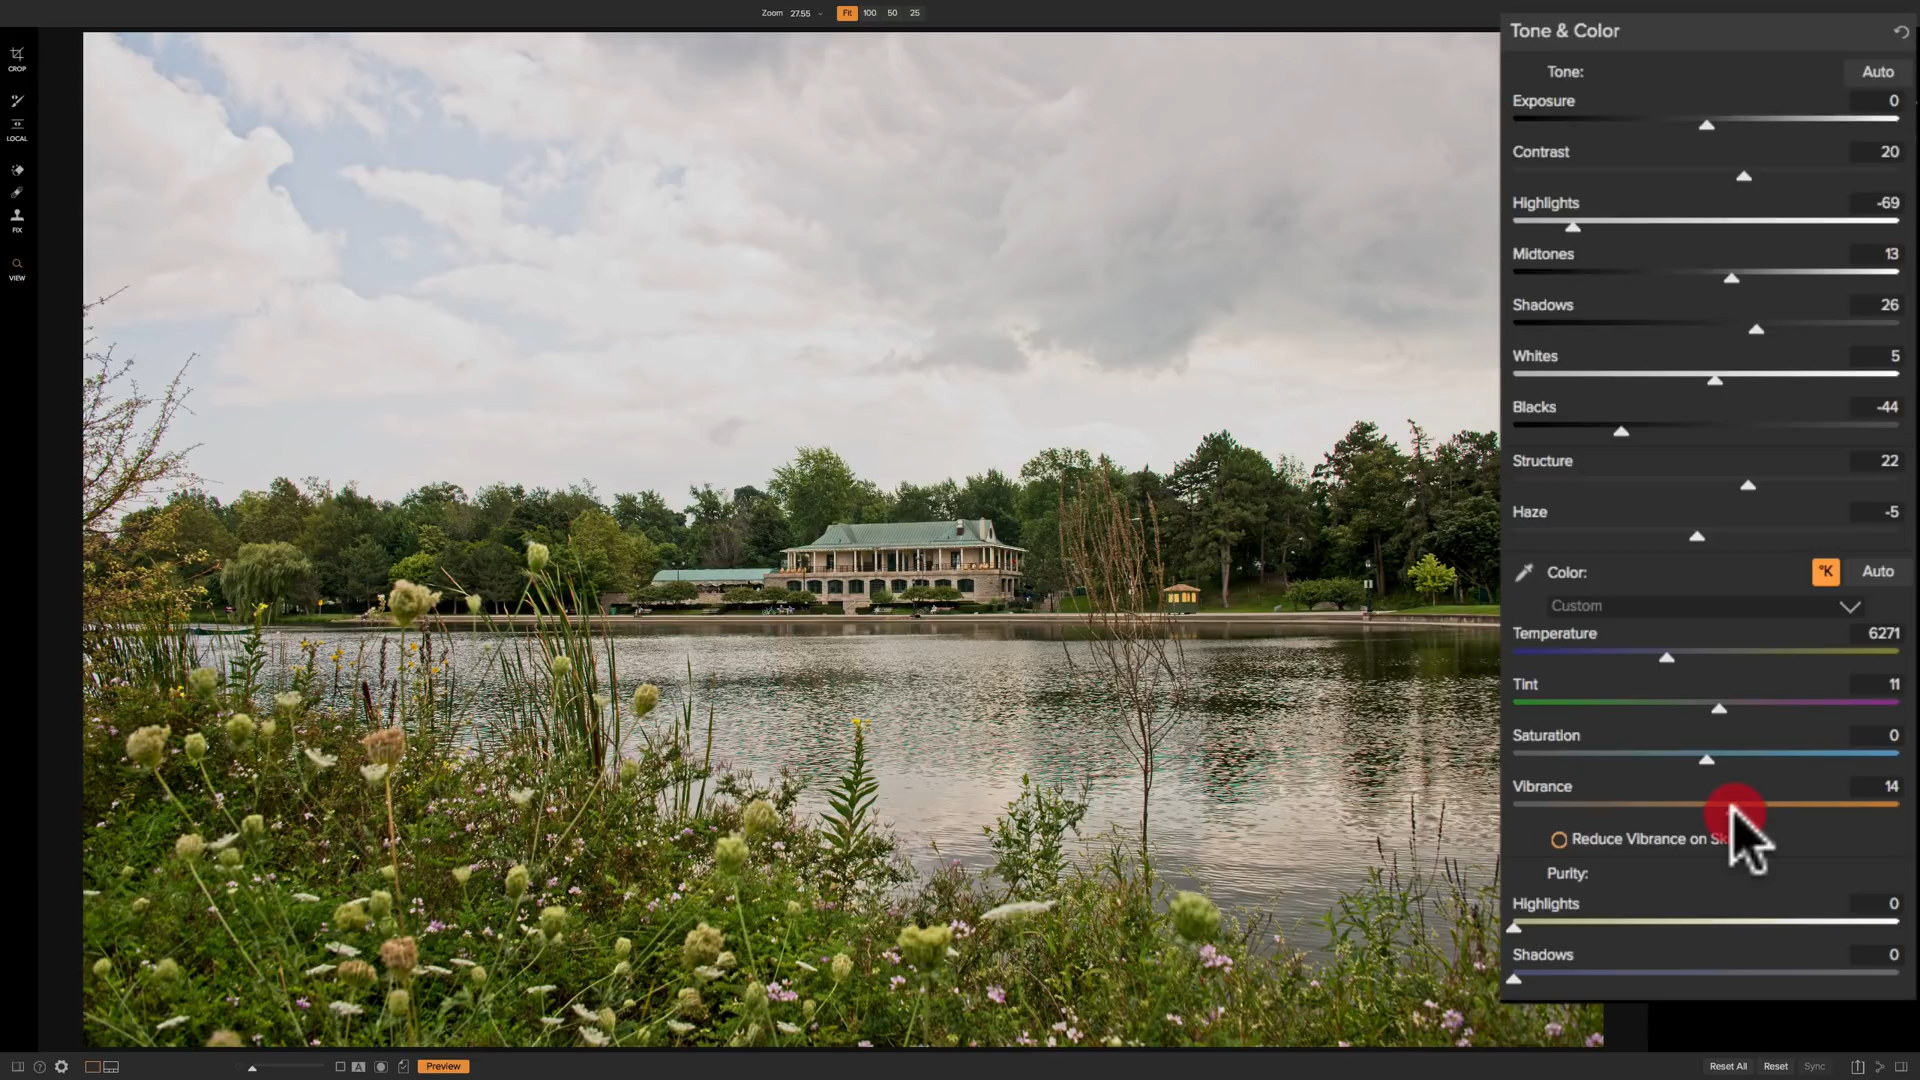 Zoom 27.55 Fit 100 50 25
CROP
LOCAL
FIX
VIEW
Tone & Color
Tone: Auto
Exposure 0
Contrast 20
Highlights -69
Midtones 13
Shadows 26
Whites 5
Blacks -44
Structure 22
Haze -5
Color: °K Auto
Custom
Temperature 6271
Tint 11
Saturation 0
Vibrance 14
Reduce Vibrance on
Purity:
Highlights 0
Shadows 0
? A Preview Reset All Reset Sync